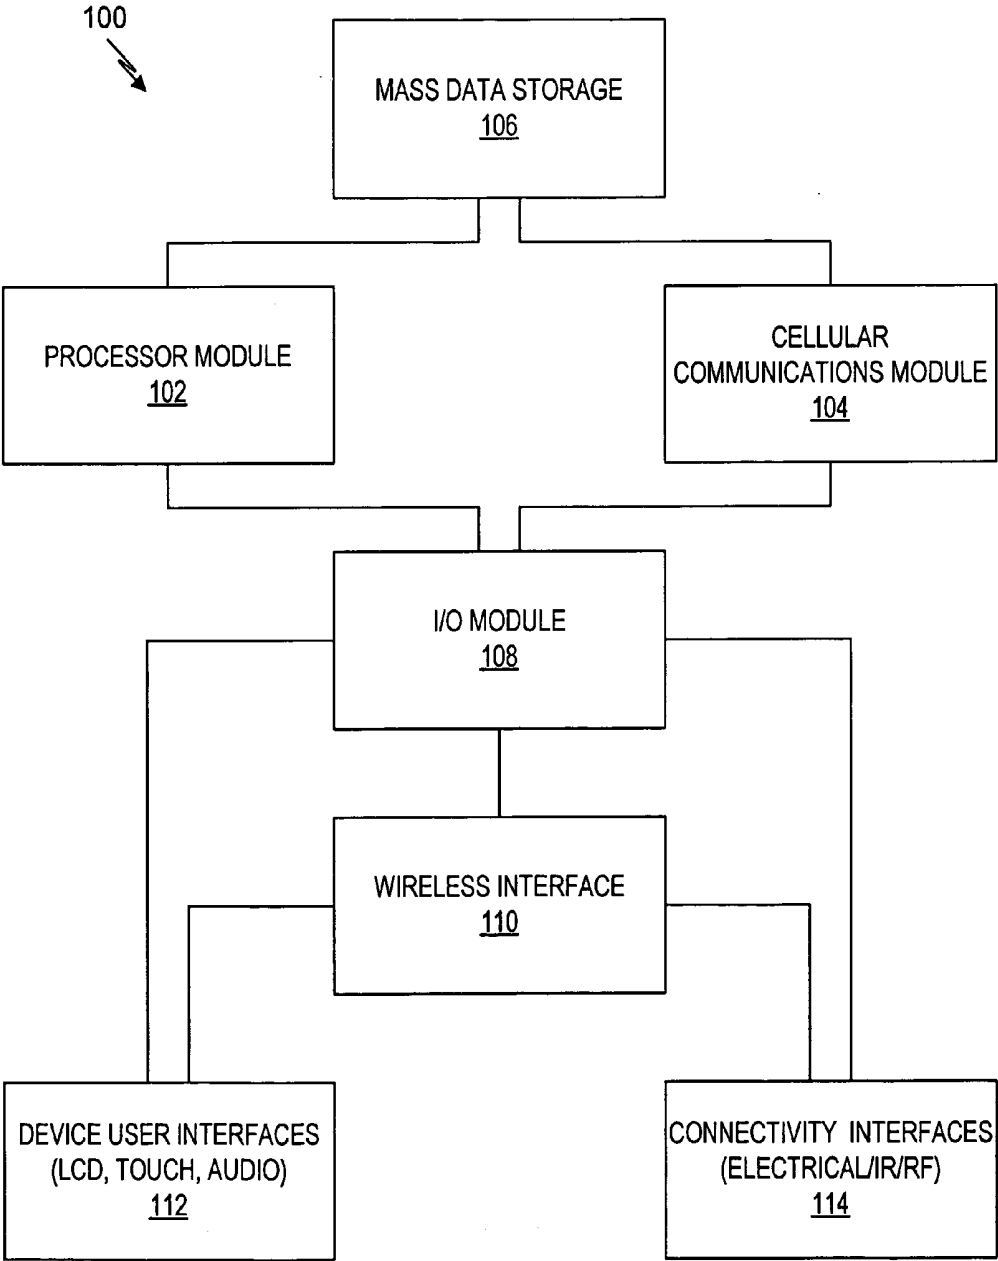 100
MASS DATA STORAGE
106
PROCESSOR MODULE
102
CELLULAR
COMMUNICATIONS MODULE
104
I/O MODULE
108
WIRELESS INTERFACE
110
DEVICE USER INTERFACES
(LCD, TOUCH, AUDIO)
112
CONNECTIVITY INTERFACES
(ELECTRICAL/IR/RF)
114